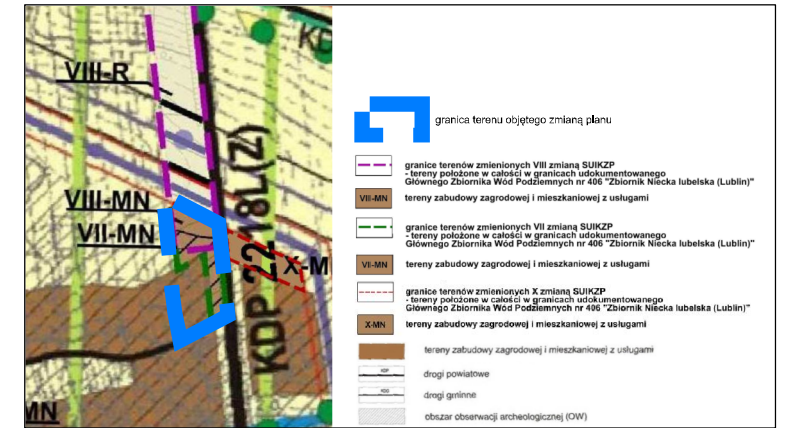 KD
VIII-R
KDP 22 18L(Z)
VIII-MN
VII-MN
X-M
MN
granica terenu objętego zmianą planu
granice terenów zmienionych VIII zmianą SUIKZP
- tereny położone w całości w granicach udokumentowanego
Głównego Zbiornika Wód Podziemnych nr 406 "Zbiornik Niecka lubelska (Lublin)"
VIII-MN tereny zabudowy zagrodowej i mieszkaniowej z usługami
granice terenów zmienionych VII zmianą SUIKZP
- tereny położone w całości w granicach udokumentowanego
Głównego Zbiornika Wód Podziemnych nr 406 "Zbiornik Niecka lubelska (Lublin)"
VII-MN tereny zabudowy zagrodowej i mieszkaniowej z usługami
granice terenów zmienionych X zmianą SUIKZP
- tereny położone w całości w granicach udokumentowanego
Głównego Zbiornika Wód Podziemnych nr 406 "Zbiornik Niecka lubelska (Lublin)"
X-MN tereny zabudowy zagrodowej i mieszkaniowej z usługami
tereny zabudowy zagrodowej i mieszkaniowej z usługami
KDP drogi powiatowe
KDG drogi gminne
obszar obserwacji archeologicznej (OW)